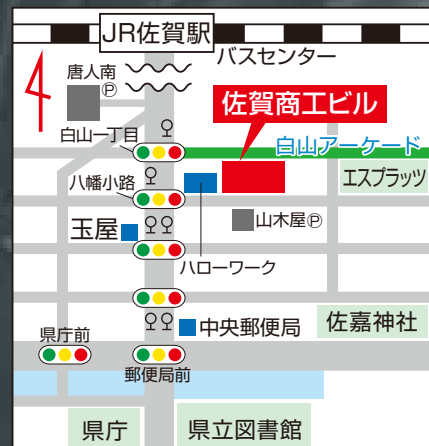 JR佐賀駅
バスセンター
唐人南
Ⓟ
佐賀商工ビル
白山一丁目
白山アーケード
八幡小路
エスプラッツ
玉屋
山木屋Ⓟ
ハローワーク
中央郵便局
佐嘉神社
県庁前
郵便局前
県庁
県立図書館